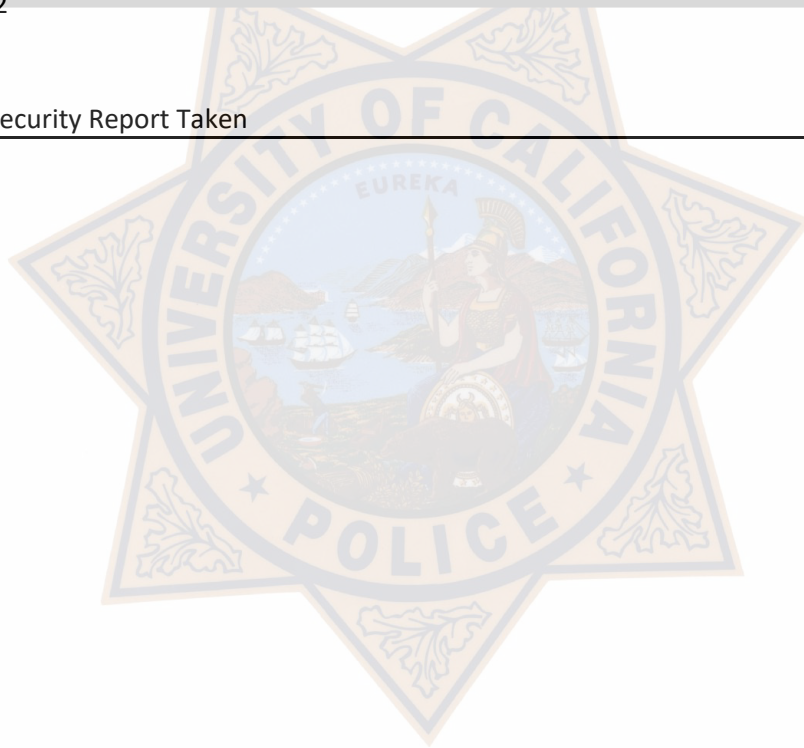 2
ecurity Report Taken
UNIVERSITY OF CALIFORNIA
EUREKA
★ POLICE ★